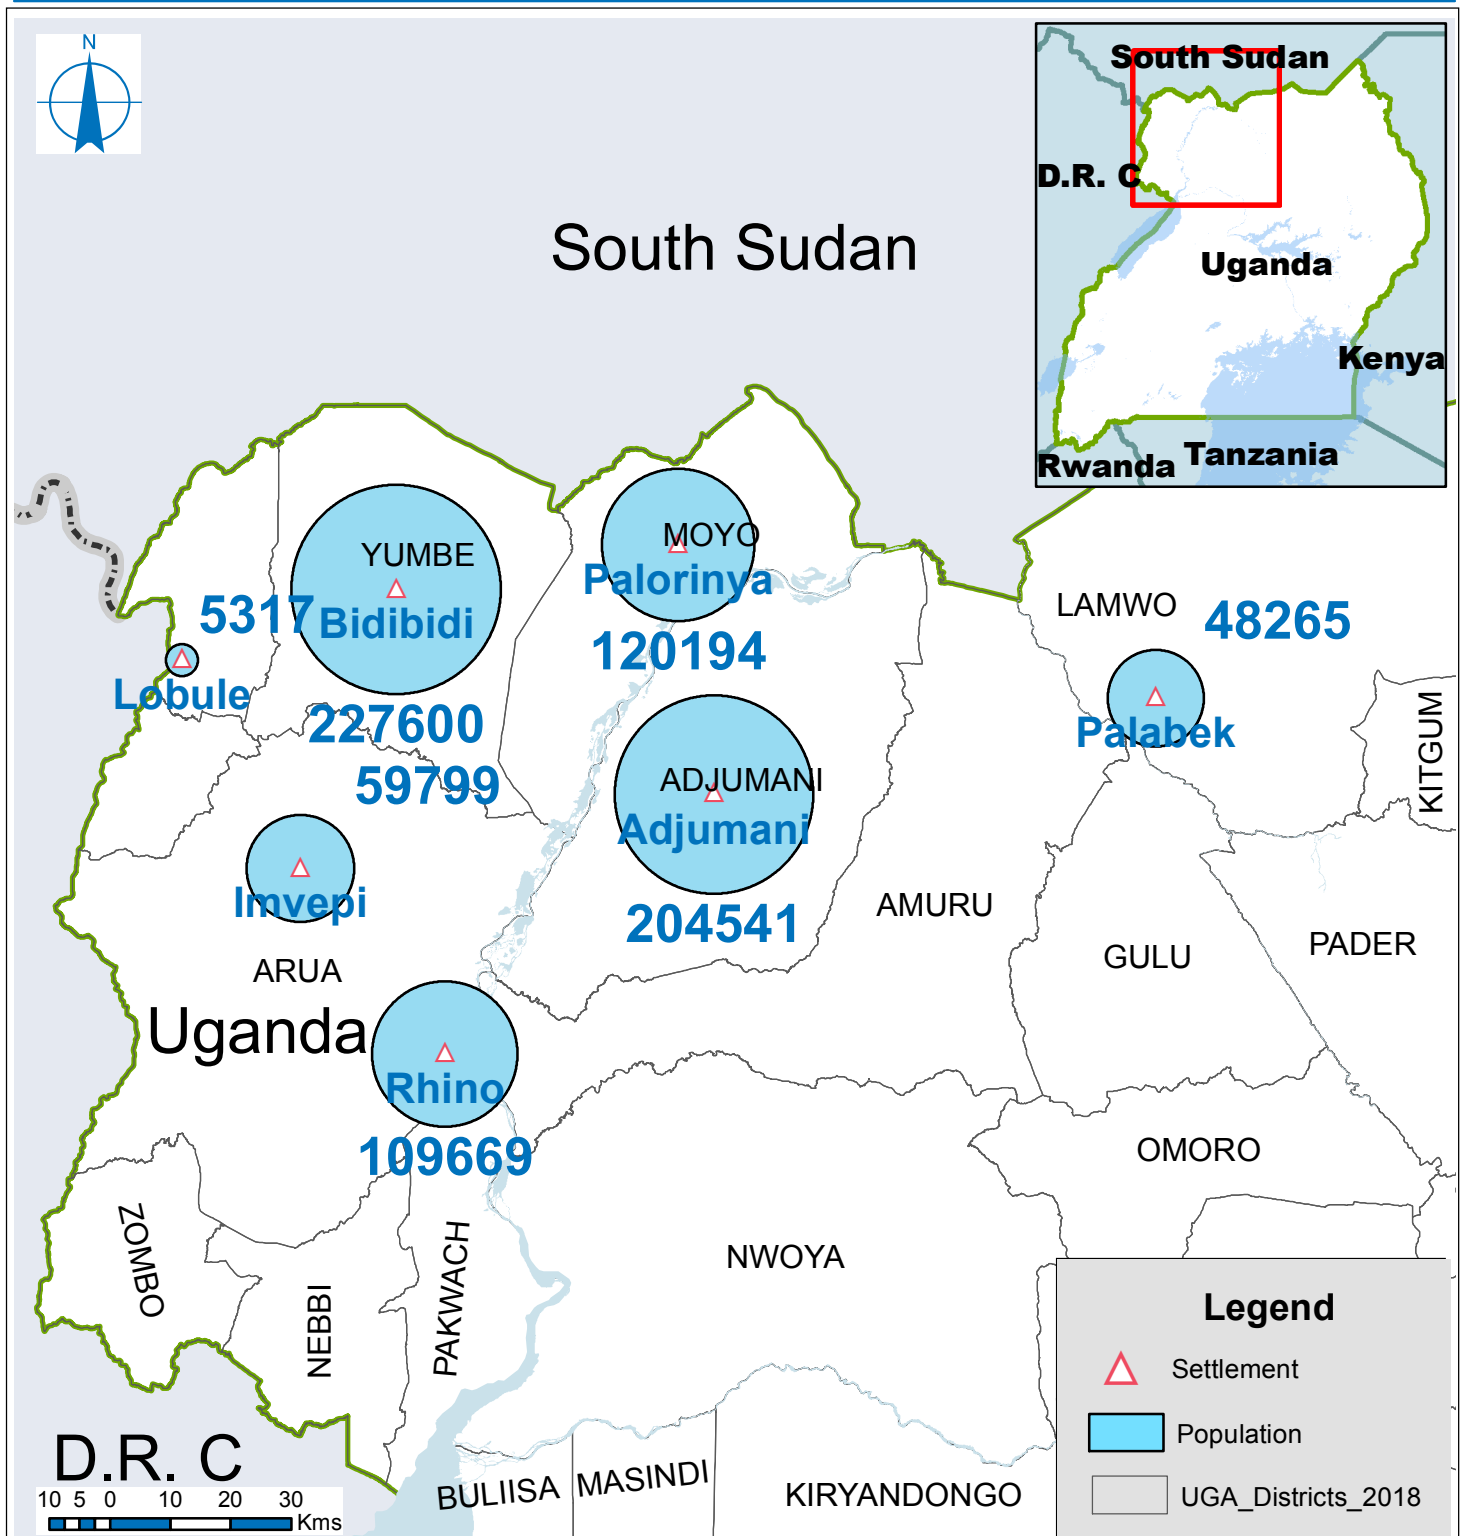 N
South Sudan
D.R. C
Uganda
Kenya
Rwanda
Tanzania
South Sudan
YUMBE
MOYO
Palorinya
5317
Bidibidi
LAMWO
48265
120194
Lobule
227600
Palabek
KITGUM
59799
ADJUMANI
Adjumani
Imvepi
204541
AMURU
GULU
PADER
ARUA
Uganda
Rhino
109669
OMORO
ZOMBO
NEBBI
PAKWACH
NWOYA
D.R. C
BULIISA
MASINDI
KIRYANDONGO
10 5 0 10 20 30
Kms
Legend
Settlement
Population
UGA_Districts_2018